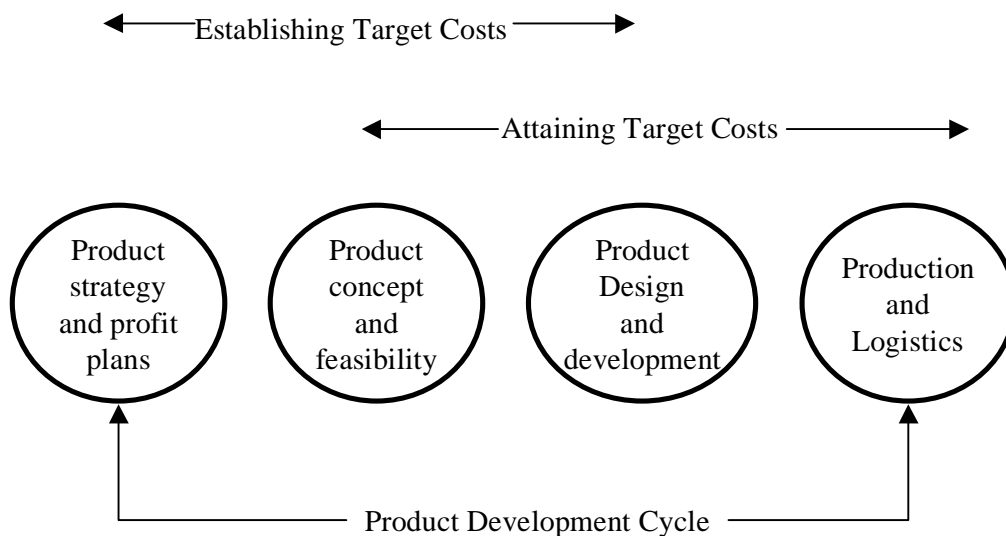 Establishing Target Costs
Attaining Target Costs
Product
strategy
and profit
plans
Product
concept
and
feasibility
Product
Design
and
development
Production
and
Logistics
Product Development Cycle